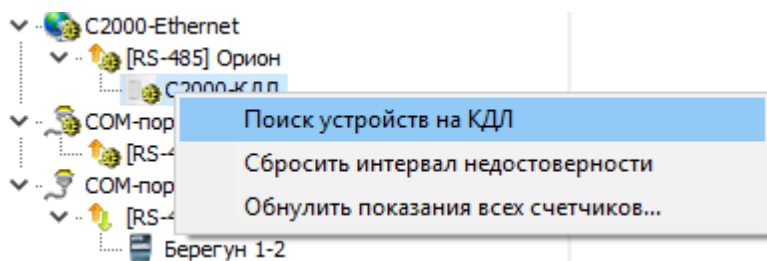 C2000-Ethernet
[RS-485] Орион
С2000-КДЛ
Поиск устройств на КДЛ
COM-пор
[RS-4
Сбросить интервал недостоверности
COM-пор
[RS-4
Обнулить показания всех счетчиков...
Берегун 1-2